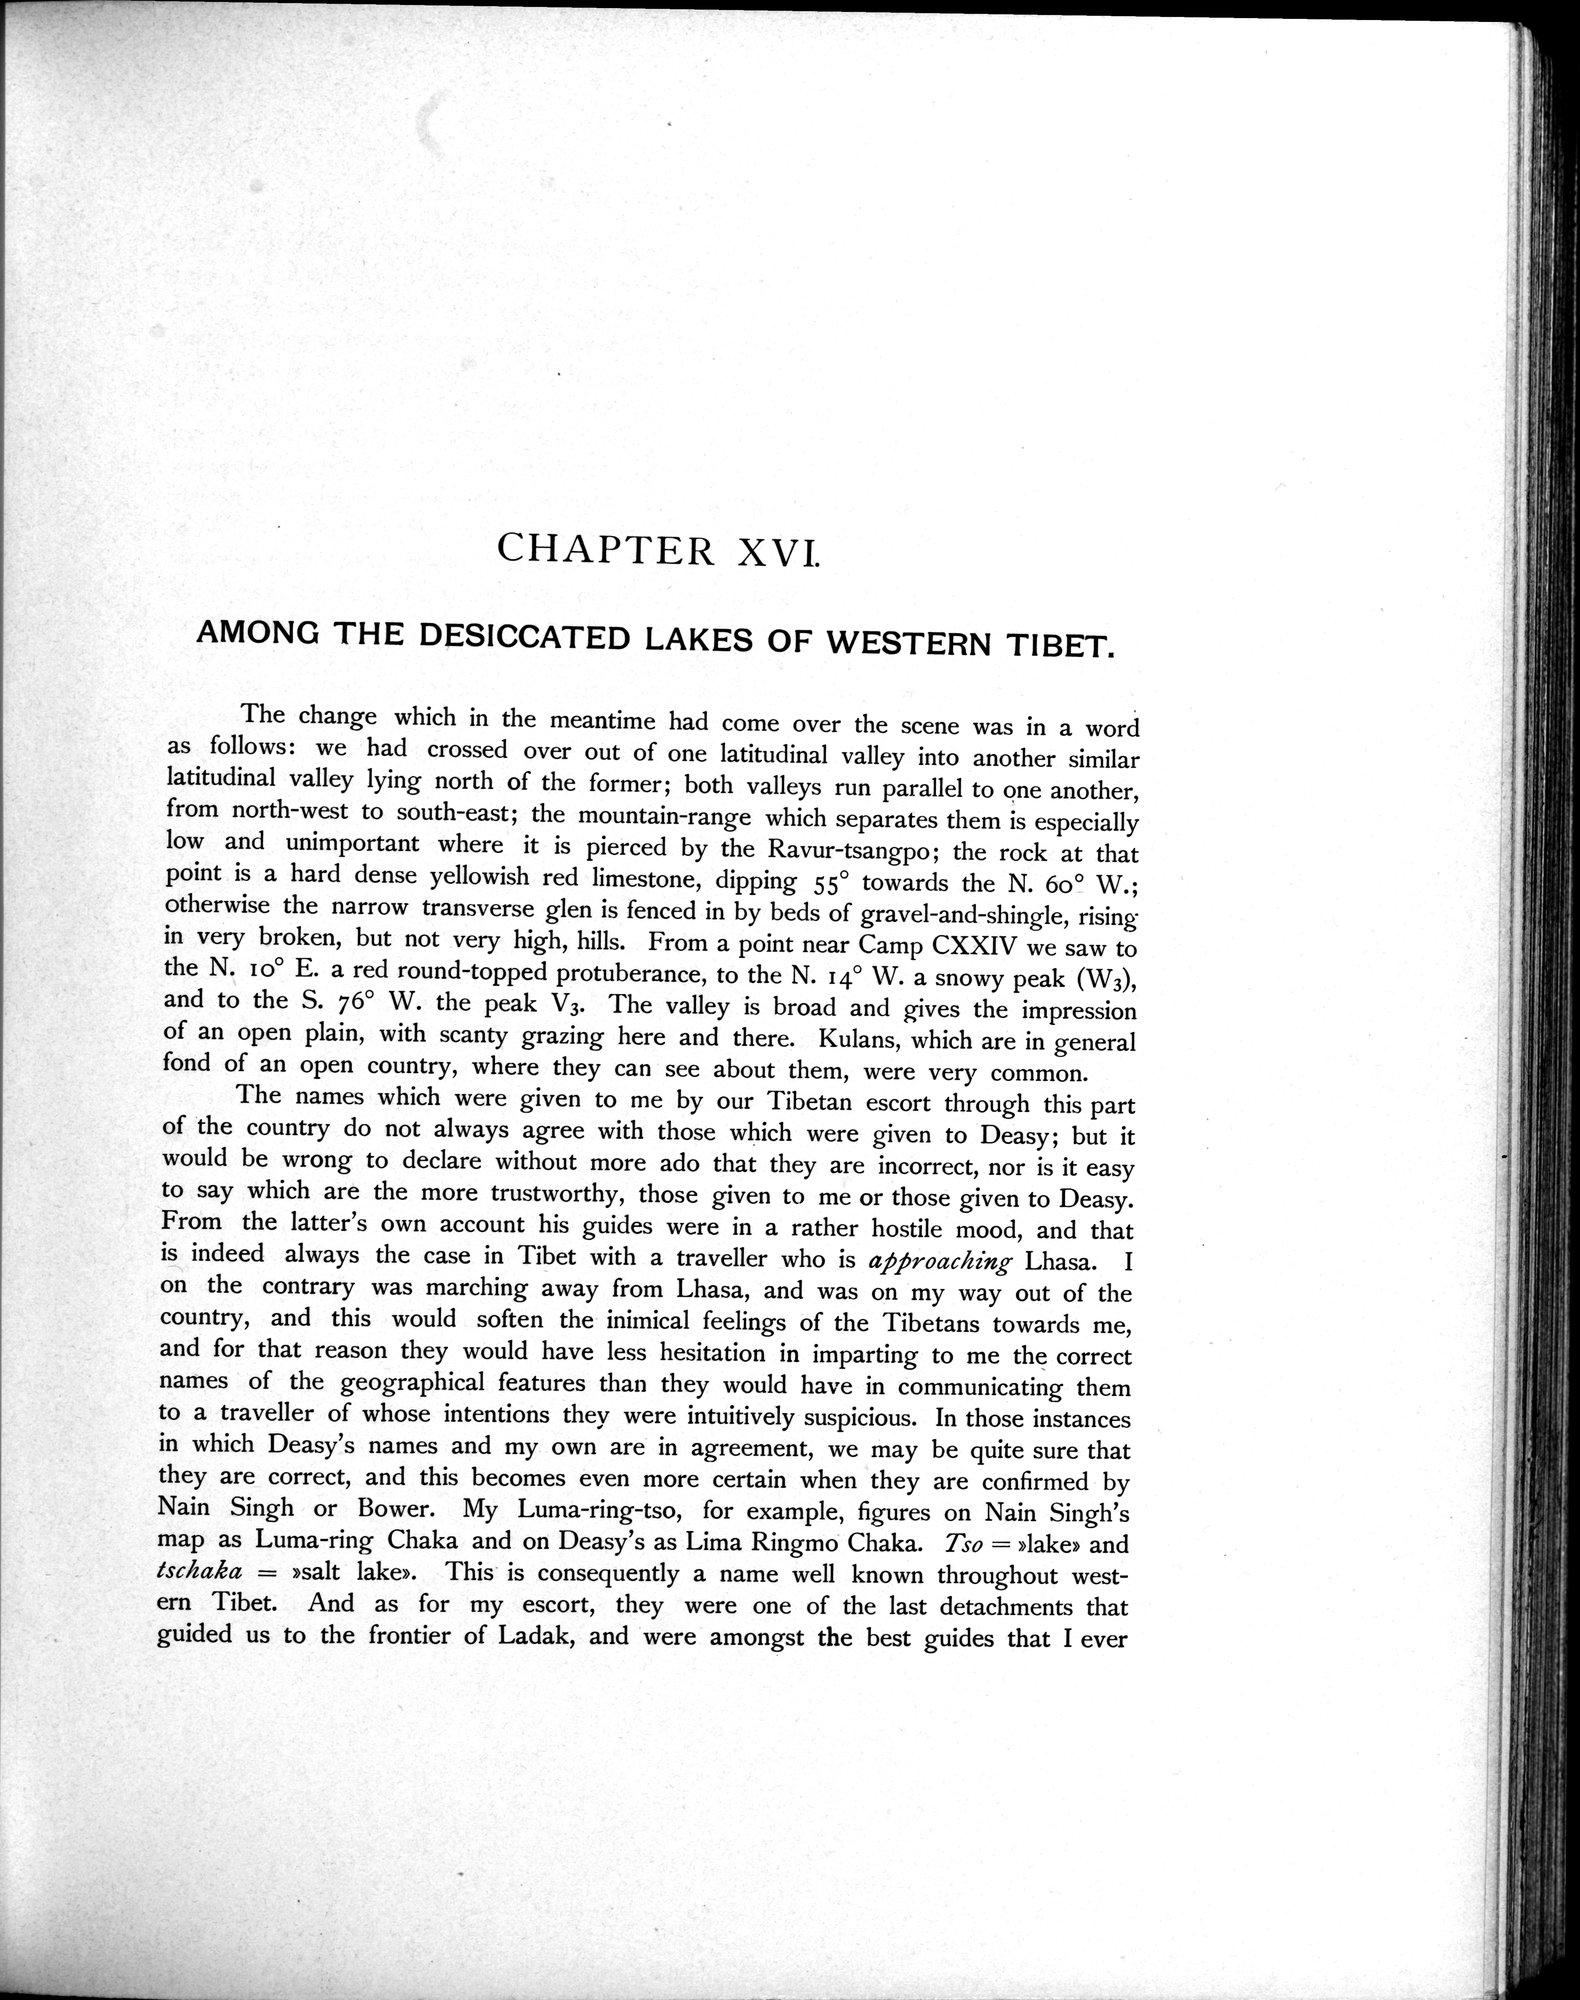 CHAPTER XVI.
AMONG THE DESICCATED LAKES OF WESTERN TIBET.
The change which in the meantime had come over the scene was in a word
as follows: we had crossed over out of one latitudinal valley into another similar
latitudinal valley lying north of the former; both valleys run parallel to one another,
from north-west to south-east; the mountain-range which separates them is especially
low and unimportant where it is pierced by the Ravur-tsangpo; the rock at that
point is a hard dense yellowish red limestone, dipping 55° towards the N. 60° W.;
otherwise the narrow transverse glen is fenced in by beds of gravel-and-shingle, rising
in very broken, but not very high, hills. From a point near Camp CXXIV we saw to
the N. 10° E. a red round-topped protuberance, to the N. 14° W. a snowy peak (W3),
and to the S. 76° W. the peak V3. The valley is broad and gives the impression
of an open plain, with scanty grazing here and there. Kulans, which are in general
fond of an open country, where they can see about them, were very common.
The names which were given to me by our Tibetan escort through this part
of the country do not always agree with those which were given to Deasy; but it
would be wrong to declare without more ado that they are incorrect, nor is it easy
to say which are the more trustworthy, those given to me or those given to Deasy.
From the latter's own account his guides were in a rather hostile mood, and that
is indeed always the case in Tibet with a traveller who is approaching Lhasa. I
on the contrary was marching away from Lhasa, and was on my way out of the
country, and this would soften the inimical feelings of the Tibetans towards me,
and for that reason they would have less hesitation in imparting to me the correct
names of the geographical features than they would have in communicating them
to a traveller of whose intentions they were intuitively suspicious. In those instances
in which Deasy's names and my own are in agreement, we may be quite sure that
they are correct, and this becomes even more certain when they are confirmed by
Nain Singh or Bower. My Luma-ring-tso, for example, figures on Nain Singh's
map as Luma-ring Chaka and on Deasy's as Lima Ringmo Chaka. Tso = »lake» and
tschaka = »salt lake». This is consequently a name well known throughout west-
ern Tibet. And as for my escort, they were one of the last detachments that
guided us to the frontier of Ladak, and were amongst the best guides that I ever